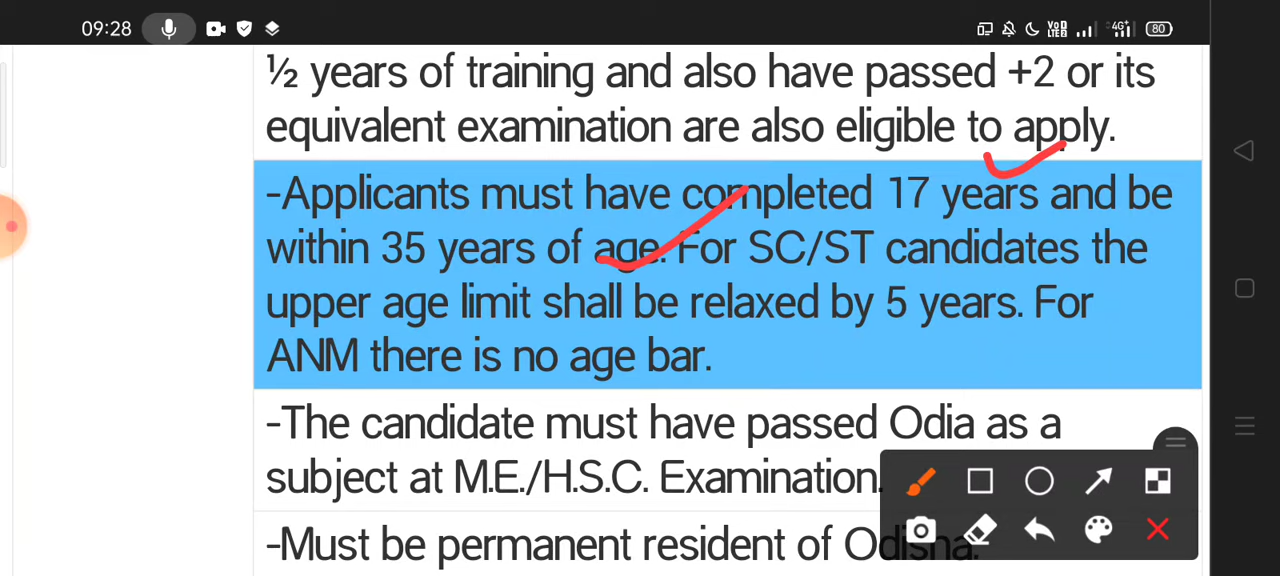 09:28
VoD LTE2 4G+ 80
½ years of training and also have passed +2 or its
equivalent examination are also eligible to apply.
-Applicants must have completed 17 years and be
within 35 years of age. For SC/ST candidates the
upper age limit shall be relaxed by 5 years. For
ANM there is no age bar.
-The candidate must have passed Odia as a
subject at M.E./H.S.C. Examination.
-Must be permanent resident of Odisha.